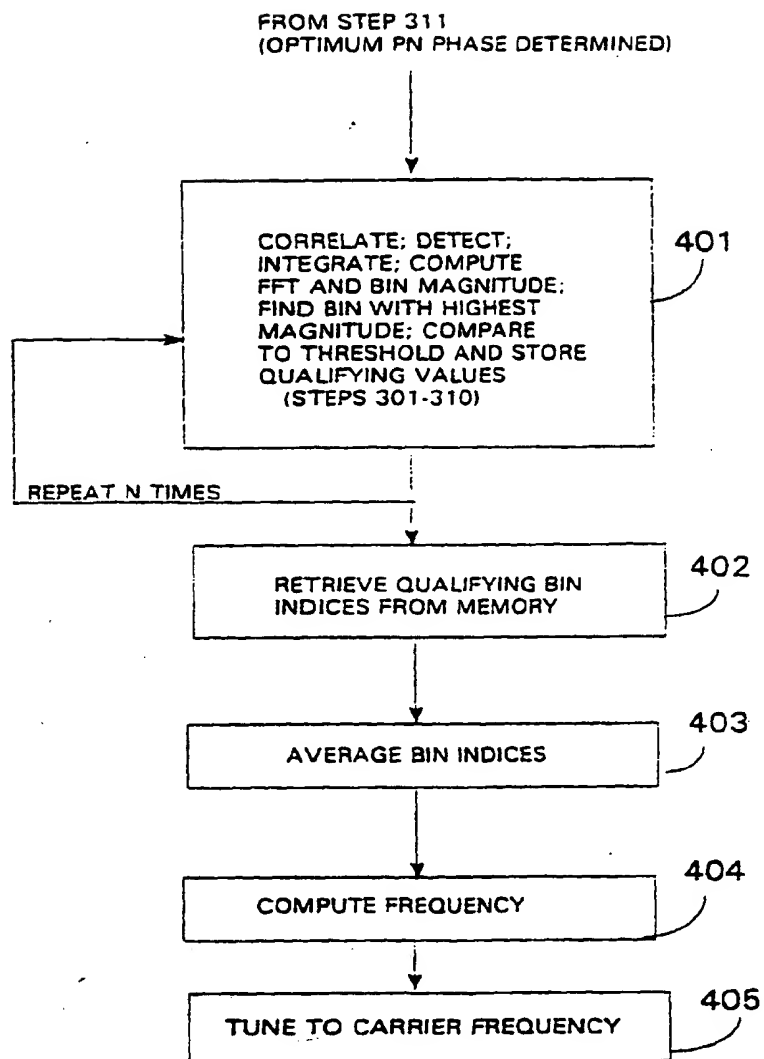 FROM STEP 311
(OPTIMUM PN PHASE DETERMINED)
CORRELATE; DETECT;
INTEGRATE; COMPUTE
FFT AND BIN MAGNITUDE;
FIND BIN WITH HIGHEST
MAGNITUDE; COMPARE
TO THRESHOLD AND STORE
QUALIFYING VALUES
(STEPS 301-310)
401
REPEAT N TIMES
RETRIEVE QUALIFYING BIN
INDICES FROM MEMORY
402
AVERAGE BIN INDICES
403
COMPUTE FREQUENCY
404
TUNE TO CARRIER FREQUENCY
405